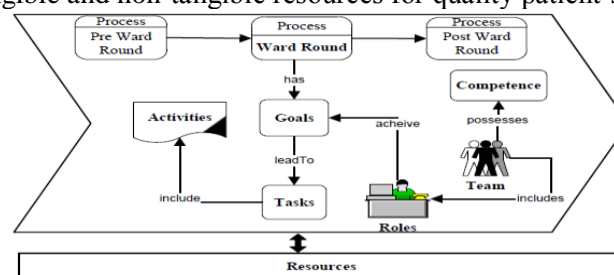 gible and non-tangible resources for quality patient s
Process
Pre Ward
Round
Process
Ward Round
Process
Post Ward
Round
has
Competence
Activities
Goals
acheive
possesses
leadTo
Team
include
Tasks
includes
Roles
Resources